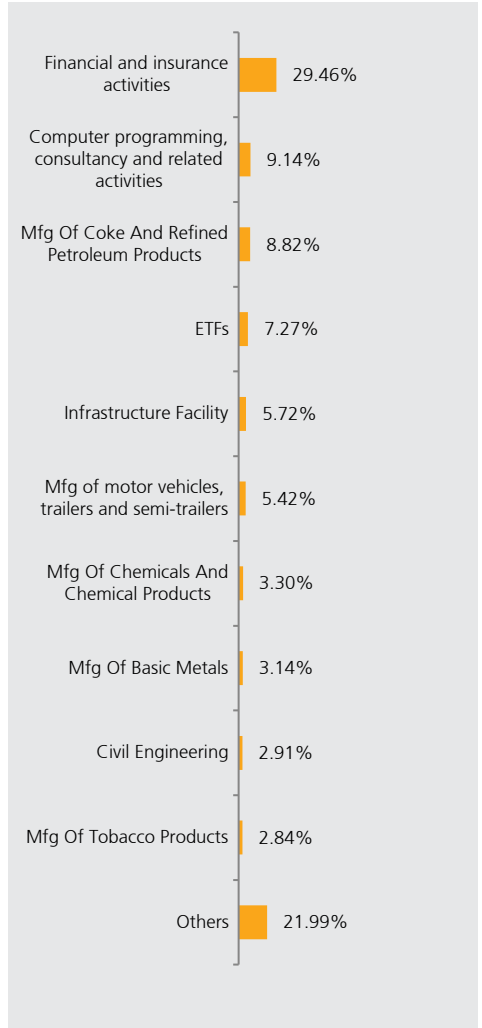 Financial and insurance
activities
29.46%
Computer programming,
consultancy and related
activities
9.14%
Mfg Of Coke And Refined
Petroleum Products
8.82%
ETFs
7.27%
Infrastructure Facility
5.72%
Mfg of motor vehicles,
trailers and semi-trailers
5.42%
Mfg Of Chemicals And
Chemical Products
3.30%
Mfg Of Basic Metals
3.14%
Civil Engineering
2.91%
Mfg Of Tobacco Products
2.84%
Others
21.99%